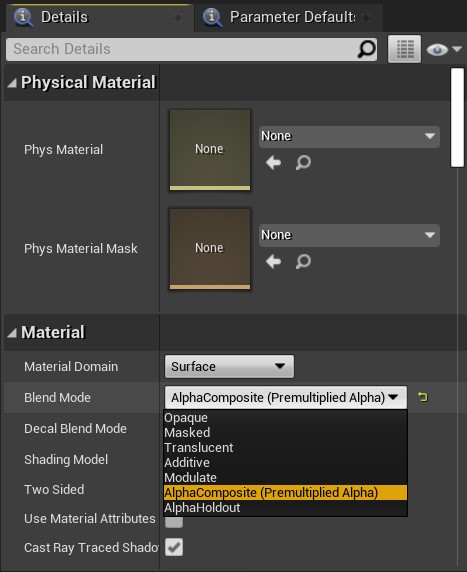 Details
Parameter Defaults
Search Details
Physical Material
Phys Material
None
None
Phys Material Mask
None
None
Material
Material Domain
Surface
Blend Mode
AlphaComposite (Premultiplied Alpha)
Decal Blend Mode
Opaque
Masked
Translucent
Shading Model
Additive
Modulate
Two Sided
AlphaComposite (Premultiplied Alpha)
AlphaHoldout
Use Material Attributes
Cast Ray Traced Shado